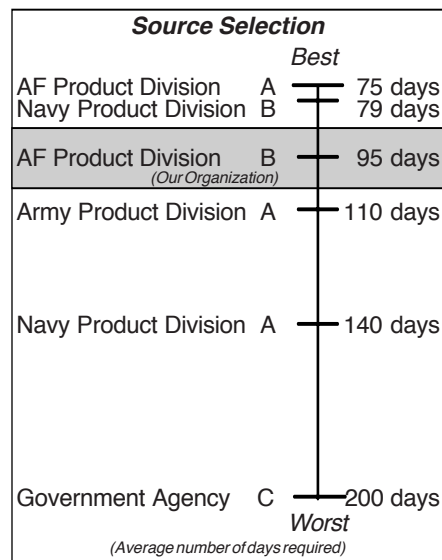 Source Selection
Best
AF Product Division A 75 days
Navy Product Division B 79 days
AF Product Division B 95 days
(Our Organization)
Army Product Division A 110 days
Navy Product Division A 140 days
Government Agency C 200 days
Worst
(Average number of days required)